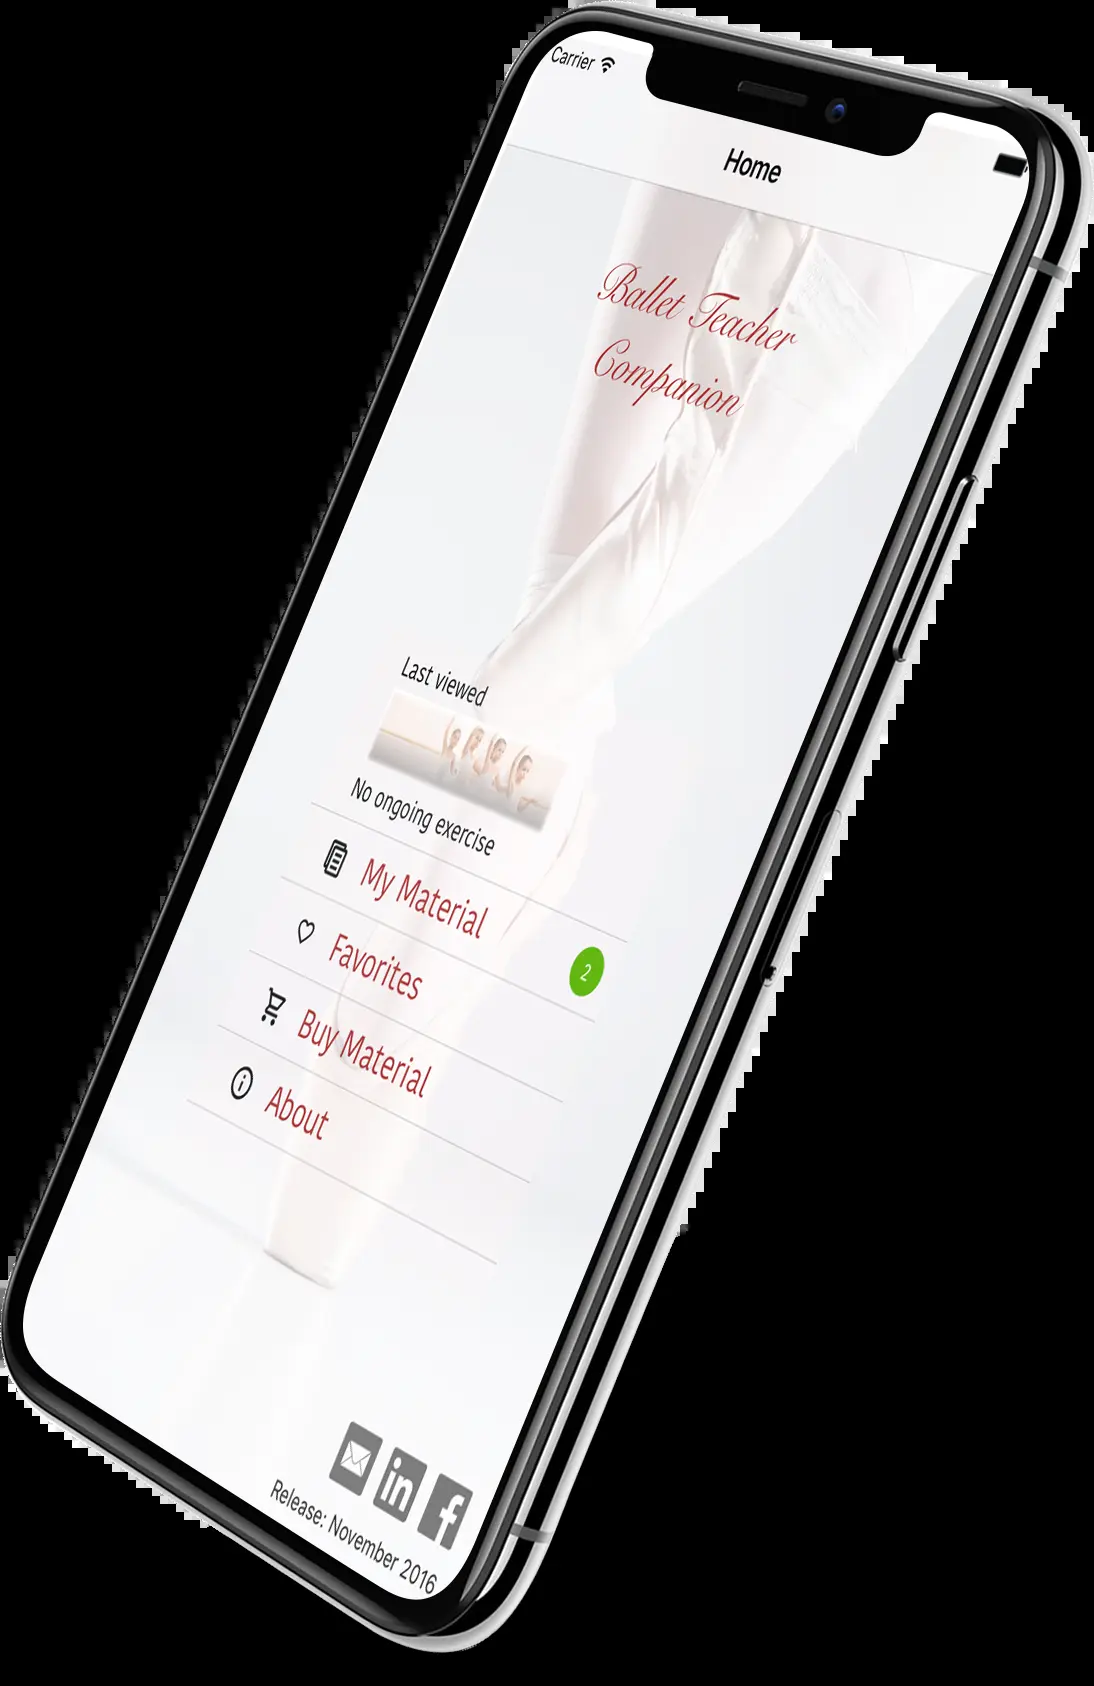 Carrier
Home
Ballet Teacher
Companion
Last viewed
No ongoing exercise
My Material
2
Favorites
Buy Material
About
in f
Release: November 2016